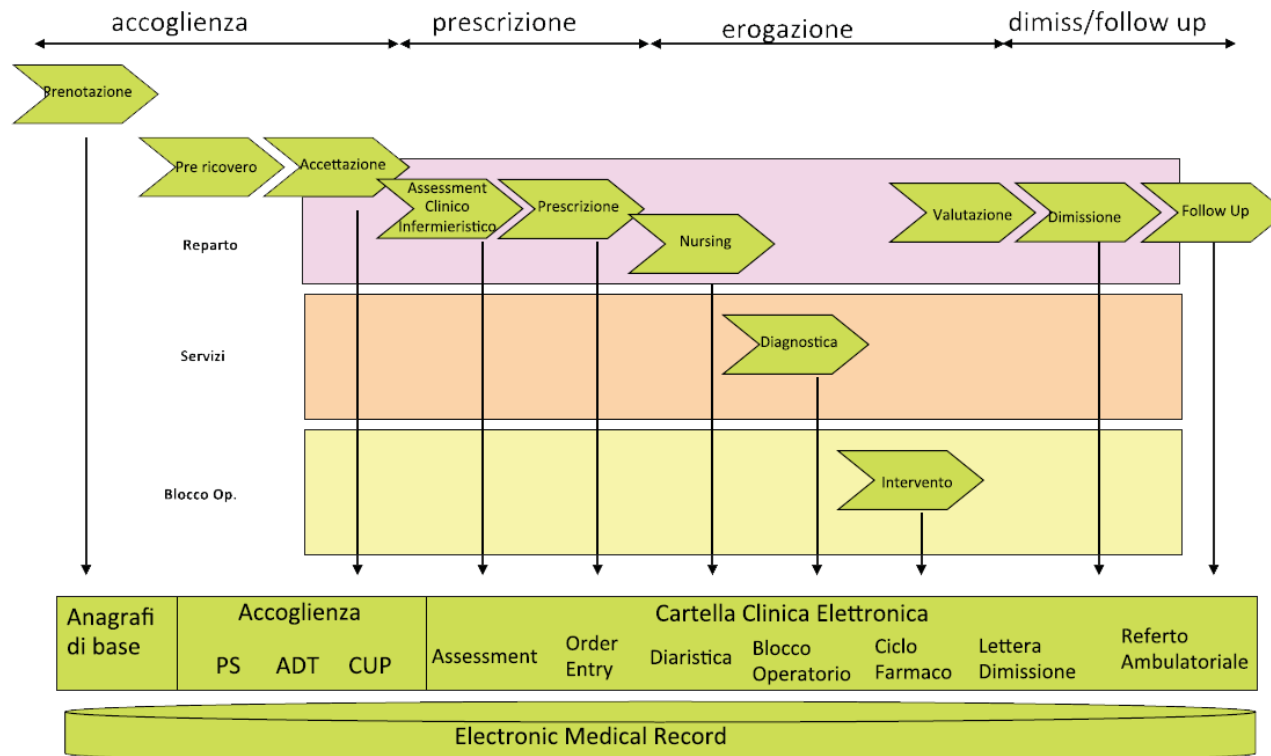 accoglienza
prescrizione
erogazione
dimiss/follow up
Prenotazione
Pre ricovero
Accettazione
Assessment
Clinico
Infermieristico
Prescrizione
Nursing
Valutazione
Dimissione
Follow Up
Reparto
Servizi
Diagnostica
Blocco Op.
Intervento
Anagrafi
di base
Accoglienza
PS
ADT
CUP
Cartella Clinica Elettronica
Assessment
Order
Entry
Diaristica
Blocco
Operatorio
Ciclo
Farmaco
Lettera
Dimissione
Referto
Ambulatoriale
Electronic Medical Record